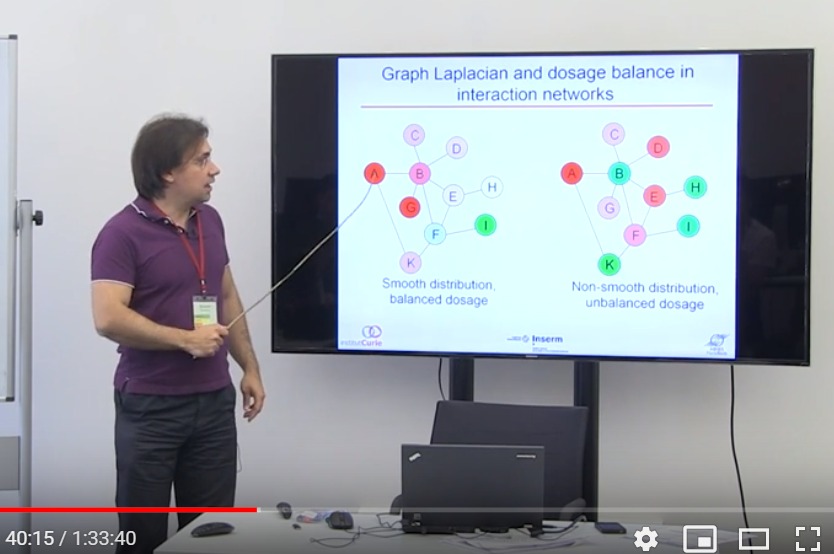 Graph Laplacian and dosage balance in
interaction networks
C
D
A
B
E
H
G
F
I
K
Smooth distribution,
balanced dosage
C
D
A
B
E
H
G
F
I
K
Non-smooth distribution,
unbalanced dosage
institutCurie
Inserm
40:15 / 1:33:40